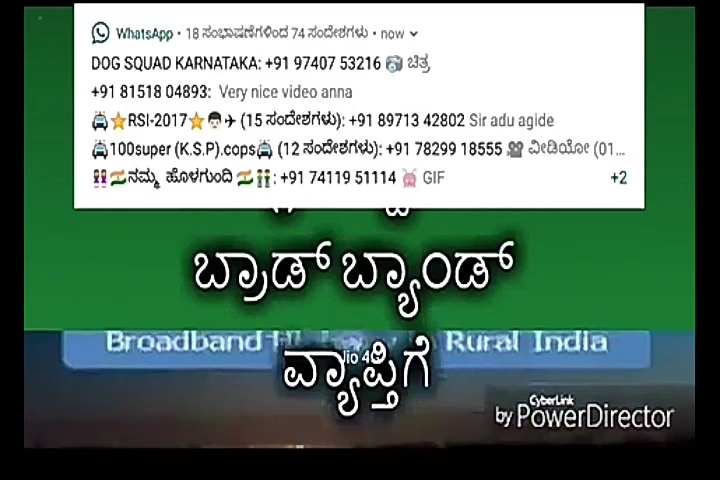 WhatsApp • 18 ಸಂಭಾಷಣೆಗಳಿಂದ 74 ಸಂದೇಶಗಳು • now
DOG SQUAD KARNATAKA: +91 97407 53216 📷 ಚಿತ್ರ
+91 81518 04893: Very nice video anna
🚔⭐RSI-2017⭐👨✈ (15 ಸಂದೇಶಗಳು): +91 89713 42802 Sir adu agide
🚔100super (K.S.P).cops🚔 (12 ಸಂದೇಶಗಳು): +91 78299 18555 🎥 ವೀಡಿಯೋ (01...
👭🇮🇳ನಮ್ಮ ಹೊಳಗುಂದಿ 🇮🇳👬: +91 74119 51114 👾 GIF +2
ಬ್ರಾಡ್ ಬ್ಯಾಂಡ್
Broadband Rural India
Jio 4G
ವ್ಯಾಪ್ತಿಗೆ
CyberLink
by PowerDirector